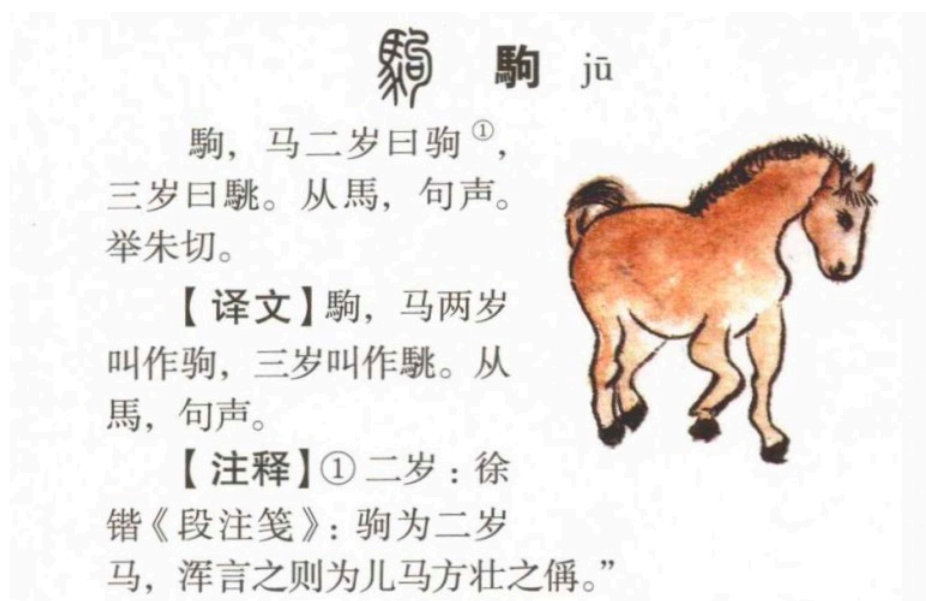 駒 駒 jū
駒，马二岁曰驹①，
三岁曰駣。从馬，句声。
举朱切。
【译文】駒，马两岁
叫作驹，三岁叫作駣。从
馬，句声。
【注释】①二岁：徐
锴《段注笺》：驹为二岁
马，浑言之则为儿马方壮之偁。”